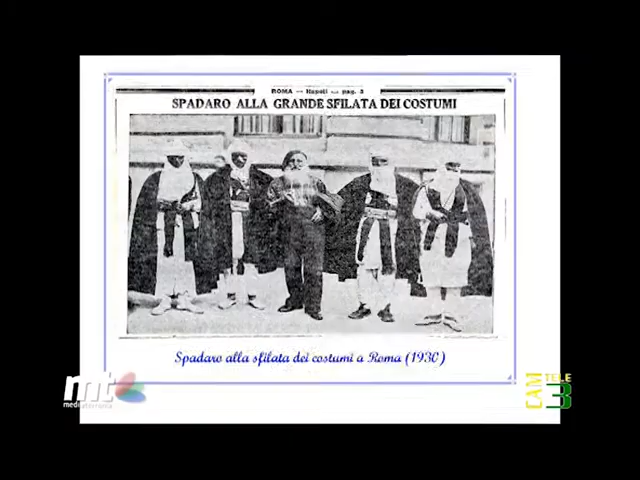 ROMA — Napoli — pag. 3
SPADARO ALLA GRANDE SFILATA DEI COSTUMI
Spadaro alla sfilata dei costumi a Roma (1930)
mt
CAM
TELE
3